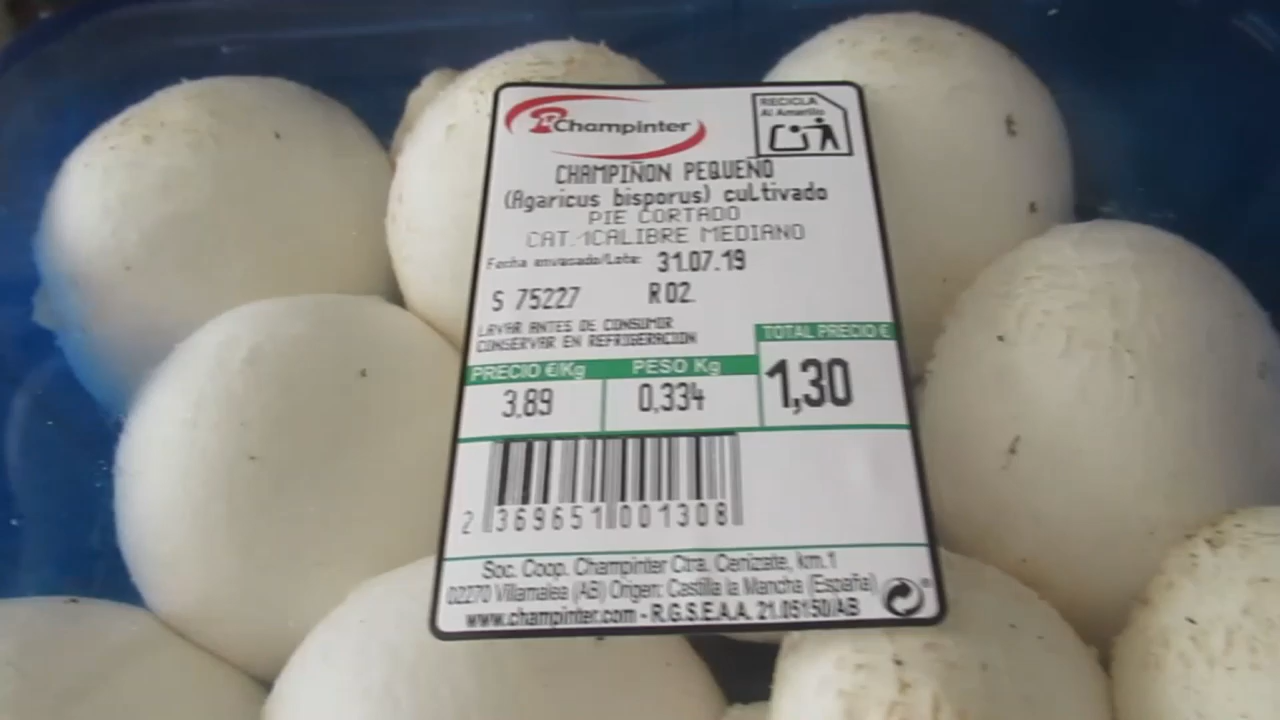 RECICLA
Al Amarillo
Champinter
CHAMPIÑON PEQUEÑO
(Agaricus bisporus) cultivado
PIE CORTADO
CAT.1CALIBRE MEDIANO
Fecha envasado/Lote: 31.07.19
S 75227 R02
LAVAR ANTES DE CONSUMIR
CONSERVAR EN REFRIGERACION
PRECIO €/Kg PESO Kg TOTAL PRECIO €
3,89 0,334 1,30
2 369651 001308
Soc. Coop. Champinter Ctra. Cenizate, km.1
02270 Villamalea (AB) Origen: Castilla la Mancha (España)
www.champinter.com - R.G.S.E.A.A. 21.05150/AB